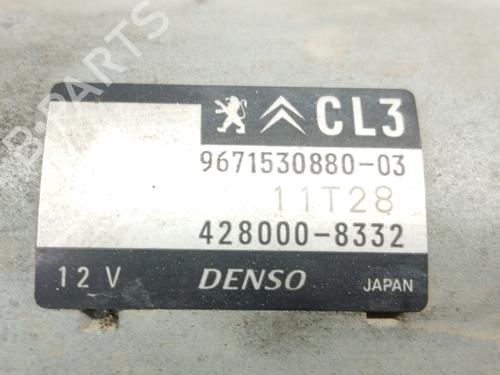 B-PARTS
CL3
9671530880-03
11T28
428000-8332
12 V DENSO JAPAN